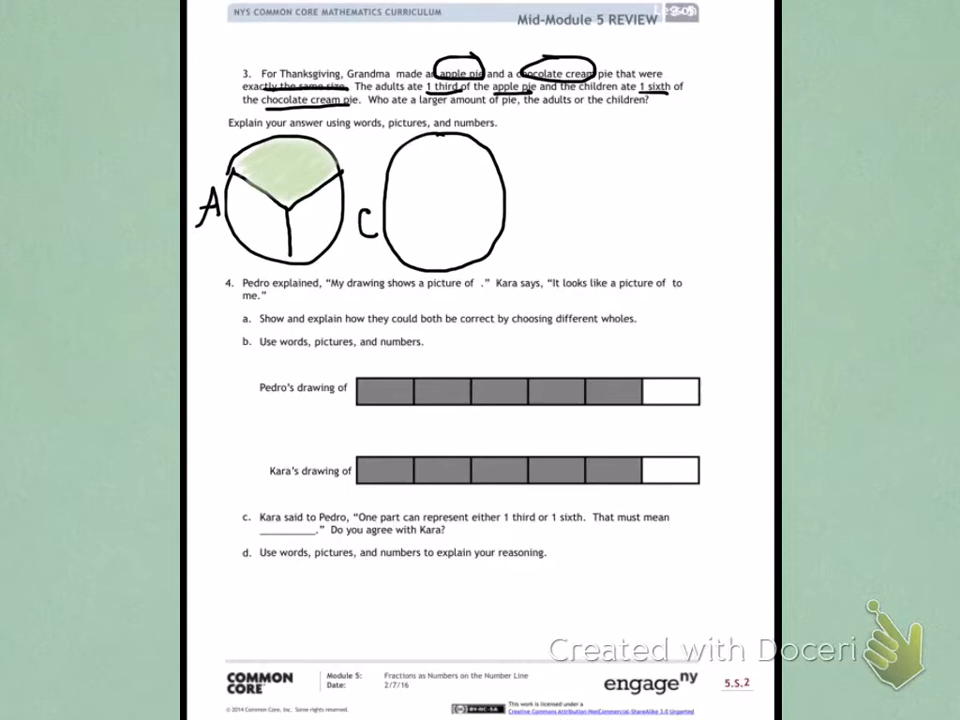 NYS COMMON CORE MATHEMATICS CURRICULUM
Mid-Module 5 REVIEW
3. For Thanksgiving, Grandma made an apple pie and a chocolate cream pie that were
exactly the same size. The adults ate 1 third of the apple pie and the children ate 1 sixth of
the chocolate cream pie. Who ate a larger amount of pie, the adults or the children?
Explain your answer using words, pictures, and numbers.
A
C
4. Pedro explained, “My drawing shows a picture of .” Kara says, “It looks like a picture of to
me.”
a. Show and explain how they could both be correct by choosing different wholes.
b. Use words, pictures, and numbers.
Pedro’s drawing of
Kara’s drawing of
c. Kara said to Pedro, “One part can represent either 1 third or 1 sixth. That must mean
__________.” Do you agree with Kara?
d. Use words, pictures, and numbers to explain your reasoning.
Created with Doceri
COMMON CORE
Module 5: Fractions as Numbers on the Number Line
Date: 2/7/16
engage ny
5.S.2
© 2014 Common Core, Inc. Some rights reserved.
This work is licensed under a
Creative Commons Attribution-NonCommercial-ShareAlike 3.0 Unported